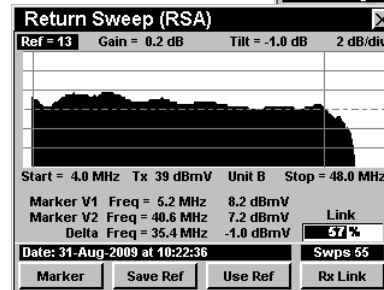 Return Sweep (RSA)
Ref = 13 Gain = 0.2 dB Tilt = -1.0 dB 2 dB/div
Start = 4.0 MHz Tx 39 dBmV Unit B Stop = 48.0 MHz
Marker V1 Freq = 5.2 MHz 8.2 dBmV
Marker V2 Freq = 40.6 MHz 7.2 dBmV Link
Delta Freq = 35.4 MHz -1.0 dBmV 57 %
Date: 31-Aug-2009 at 10:22:36 Swps 55
Marker Save Ref Use Ref Rx Link